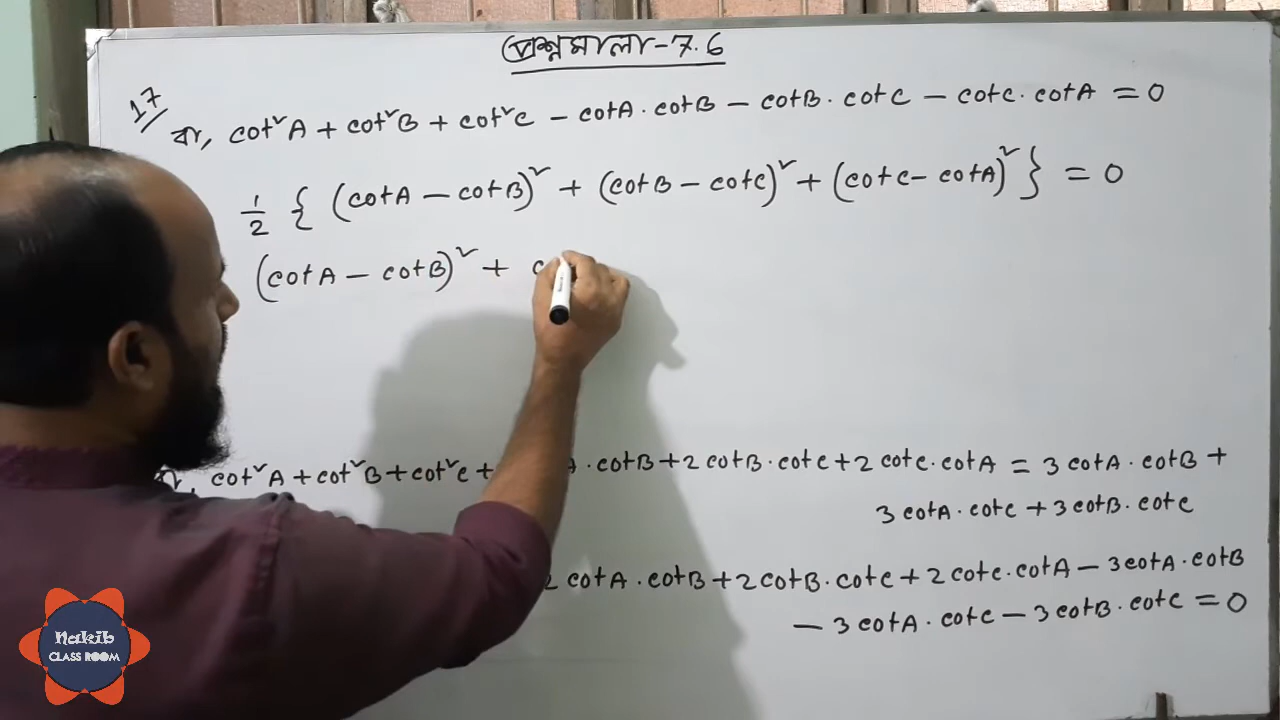 প্রশ্নমালা-7.6
17
বা, cot²A + cot²B + cot²C - cotA · cotB - cotB · cotC - cotC · cotA = 0
1/2 { (cotA - cotB)² + (cotB - cotC)² + (cotC - cotA)² } = 0
(cotA - cotB)² + c
cot²A + cot²B + cot²C + · cotB + 2 cotB · cotC + 2 cotC · cotA = 3 cotA · cotB +
3 cotA · cotC + 3 cotB · cotC
2 cotA · cotB + 2 cotB · cotC + 2 cotC · cotA - 3 cotA · cotB
- 3 cotA · cotC - 3 cotB · cotC = 0
Nakib
CLASS ROOM